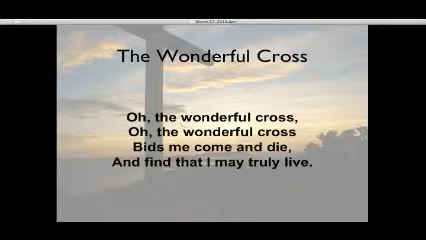 The Wonderful Cross
Oh, the wonderful cross,
Oh, the wonderful cross
Bids me come and die,
And find that I may truly live.